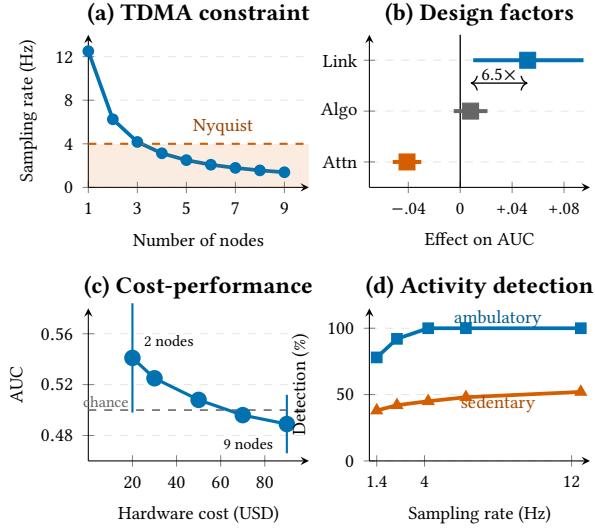 (a) TDMA constraint
Sampling rate (Hz)
12
8
4
0
Nyquist
1 3 5 7 9
Number of nodes
(b) Design factors
Link
Algo
Attn
6.5×
−.04 0 +.04 +.08
Effect on AUC
(c) Cost-performance
AUC
0.56
0.52
0.48
2 nodes
chance
9 nodes
20 40 60 80
Hardware cost (USD)
(d) Activity detection
Detection (%)
100
50
0
ambulatory
sedentary
1.4 4 12
Sampling rate (Hz)